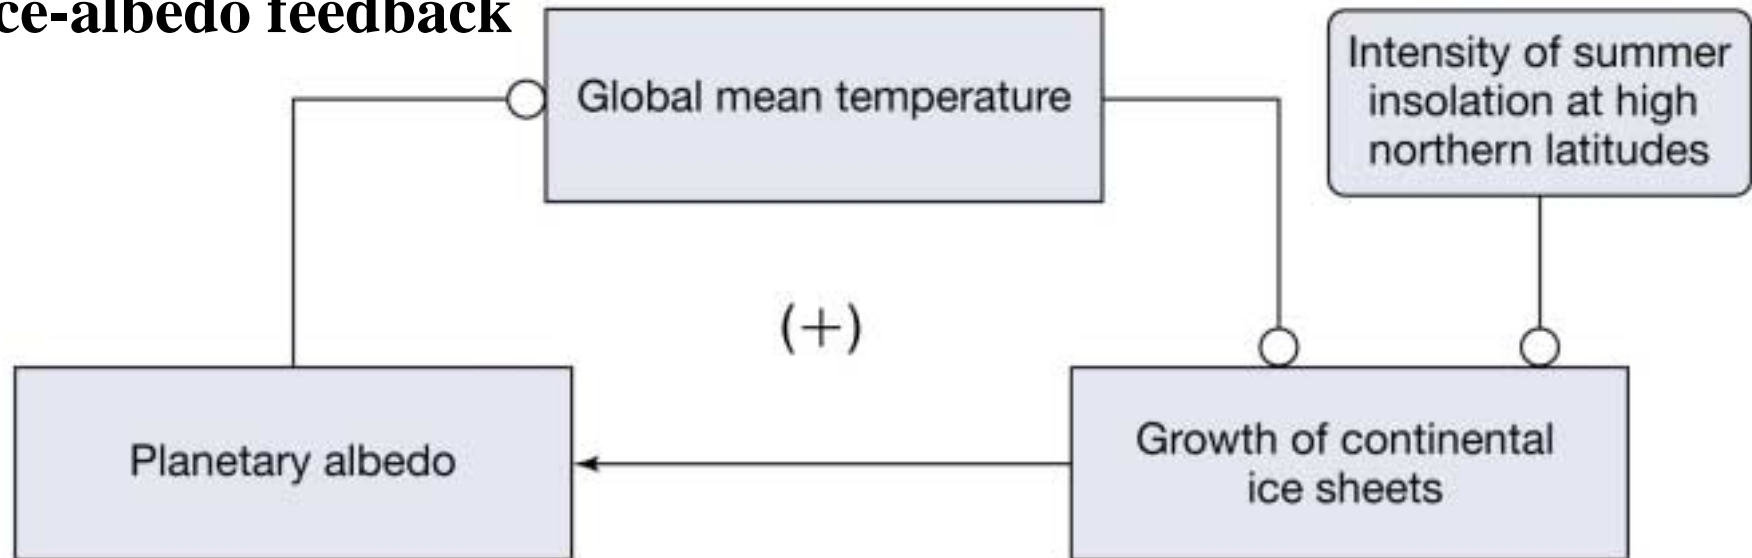 ce-albedo feedback
Global mean temperature
Intensity of summer
insolation at high
northern latitudes
(+)
Planetary albedo
Growth of continental
ice sheets